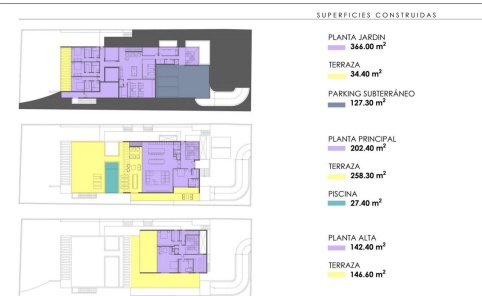 SUPERFICIES CONSTRUIDAS
PLANTA JARDIN
366.00 m²
TERRAZA
34.40 m²
PARKING SUBTERRÁNEO
127.30 m²
PLANTA PRINCIPAL
202.40 m²
TERRAZA
258.30 m²
PISCINA
27.40 m²
PLANTA ALTA
142.40 m²
TERRAZA
146.60 m²